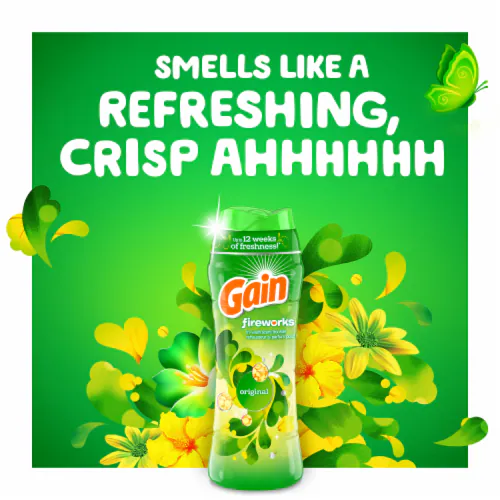 SMELLS LIKE A
REFRESHING,
CRISP AHHHHHH
Up to 12 weeks
of freshness!
Gain
fireworks
original